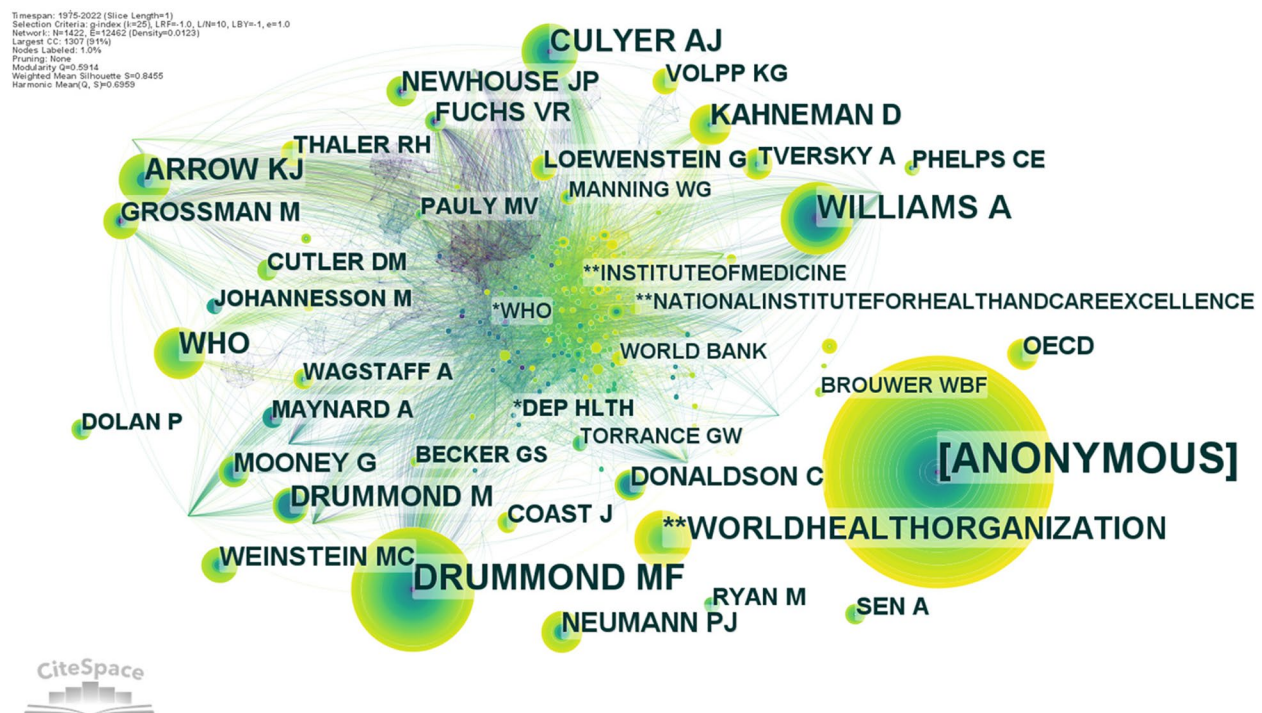 Timespan: 1975-2022 (Slice Length=1)
Selection Criteria: g-index (k=25), LRF=-1.0, L/N=10, LBY=-1, e=1.0
Network: N=1422, E=12462 (Density=0.0123)
Largest CC: 1307 (91%)
Nodes Labeled: 1.0%
Pruning: None
Modularity Q=0.5914
Weighted Mean Silhouette S=0.8455
Harmonic Mean(Q, S)=0.6959
CULYER AJ
NEWHOUSE JP
VOLPP KG
FUCHS VR
KAHNEMAN D
THALER RH
ARROW KJ
LOEWENSTEIN G
TVERSKY A
PHELPS CE
MANNING WG
GROSSMAN M
PAULY MV
WILLIAMS A
CUTLER DM
**INSTITUTEOFMEDICINE
JOHANNESSON M
*WHO
**NATIONALINSTITUTEFORHEALTHANDCAREEXCELLENCE
WHO
WORLD BANK
OECD
WAGSTAFF A
BROUWER WBF
MAYNARD A
*DEP HLTH
DOLAN P
TORRANCE GW
MOONEY G
BECKER GS
[ANONYMOUS]
DONALDSON C
DRUMMOND M
COAST J
**WORLDHEALTHORGANIZATION
WEINSTEIN MC
DRUMMOND MF
RYAN M
SEN A
NEUMANN PJ
CiteSpace